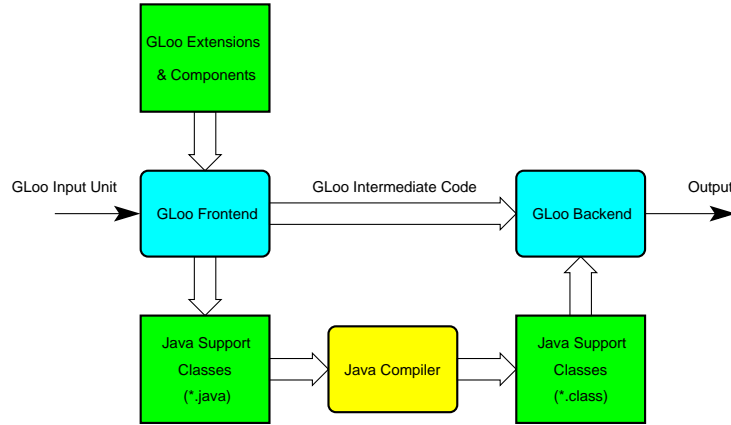 GLoo Extensions
& Components
GLoo Input Unit
GLoo Frontend
GLoo Intermediate Code
GLoo Backend
Output
Java Support
Classes
(*.java)
Java Compiler
Java Support
Classes
(*.class)